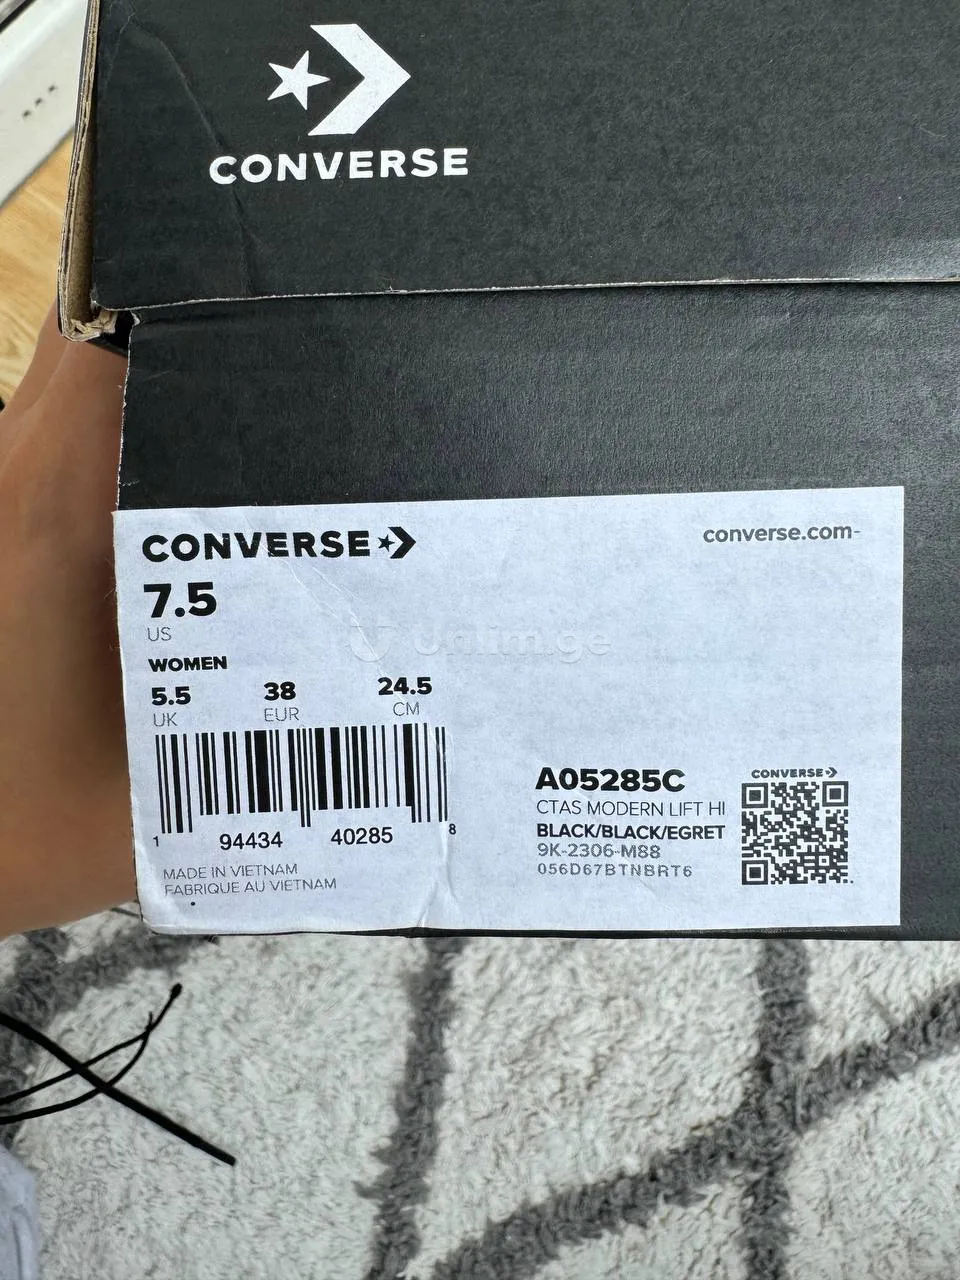 CONVERSE
CONVERSE
converse.com-
7.5
US
WOMEN
5.5 38 24.5
UK EUR CM
1 94434 40285 8
MADE IN VIETNAM
FABRIQUE AU VIETNAM
CONVERSE
A05285C
CTAS MODERN LIFT HI
BLACK/BLACK/EGRET
9K-2306-M88
056D67BTNBRT6